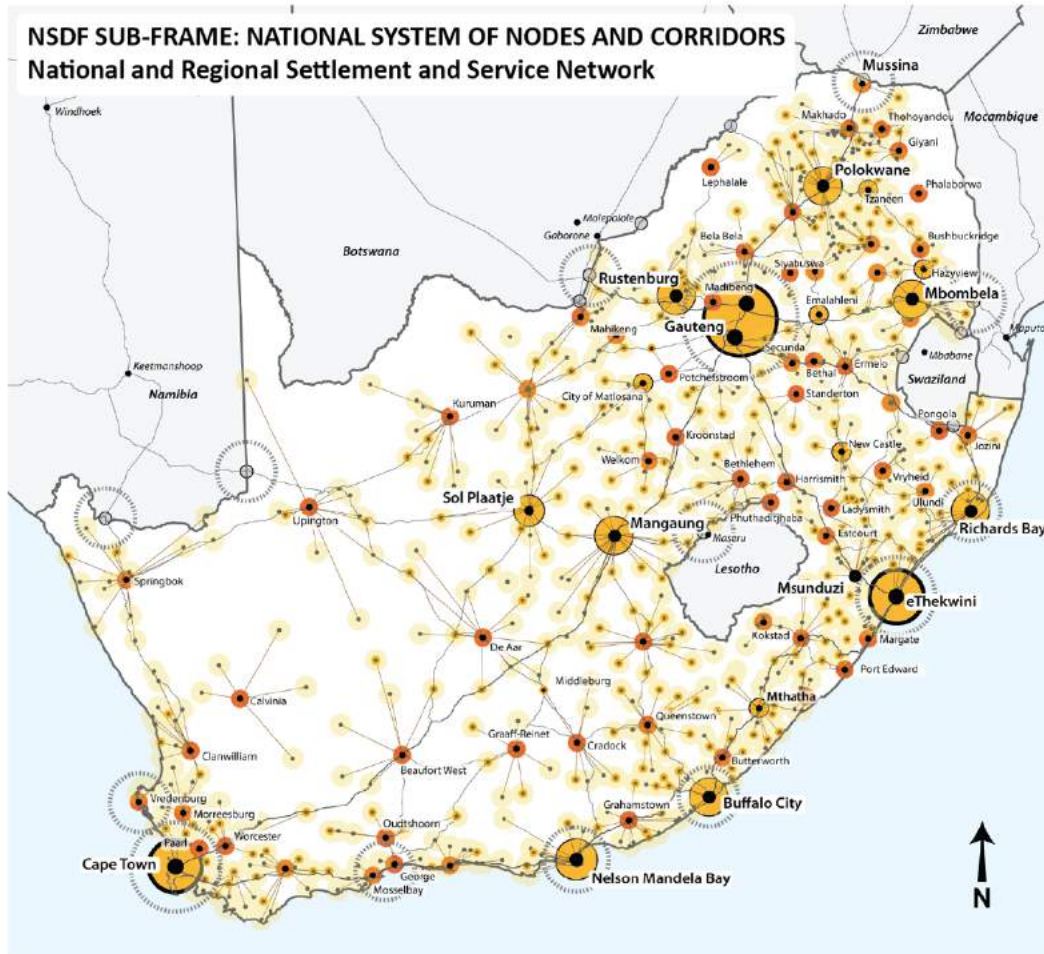 NSDF SUB-FRAME: NATIONAL SYSTEM OF NODES AND CORRIDORS
National and Regional Settlement and Service Network
Zimbabwe
Mussina
Windhoek
Makhado
Thohoyandou
Mocambique
Giyani
Polokwane
Lephalale
Tzaneen
Phalaborwa
Molepolole
Gaborone
Botswana
Bela Bela
Bushbuckridge
Siyabuswa
Hazyview
Rustenburg
Madibeng
Emalahleni
Mbombela
Mahikeng
Gauteng
Maputo
Secunda
Mbabane
Keetmanshoop
Potchefstroom
Bethal
Ermelo
Swaziland
Namibia
City of Matlosana
Standerton
Kuruman
Pongola
Kroonstad
New Castle
Jozini
Welkom
Bethlehem
Harrismith
Vryheid
Sol Plaatje
Ulundi
Upington
Mangaung
Phuthadighaba
Ladysmith
Richards Bay
Maseru
Estcourt
Lesotho
Springbok
Msunduzi
eThekwini
De Aar
Kokstad
Margate
Port Edward
Middleburg
Calvinia
Mthatha
Queenstown
Graaff-Reinet
Cradock
Clanwilliam
Beaufort West
Butterworth
Vredenburg
Buffalo City
Morreesburg
Grahamstown
Oudtshoorn
Worcester
Paarl
Cape Town
George
Nelson Mandela Bay
Mosselbay
N